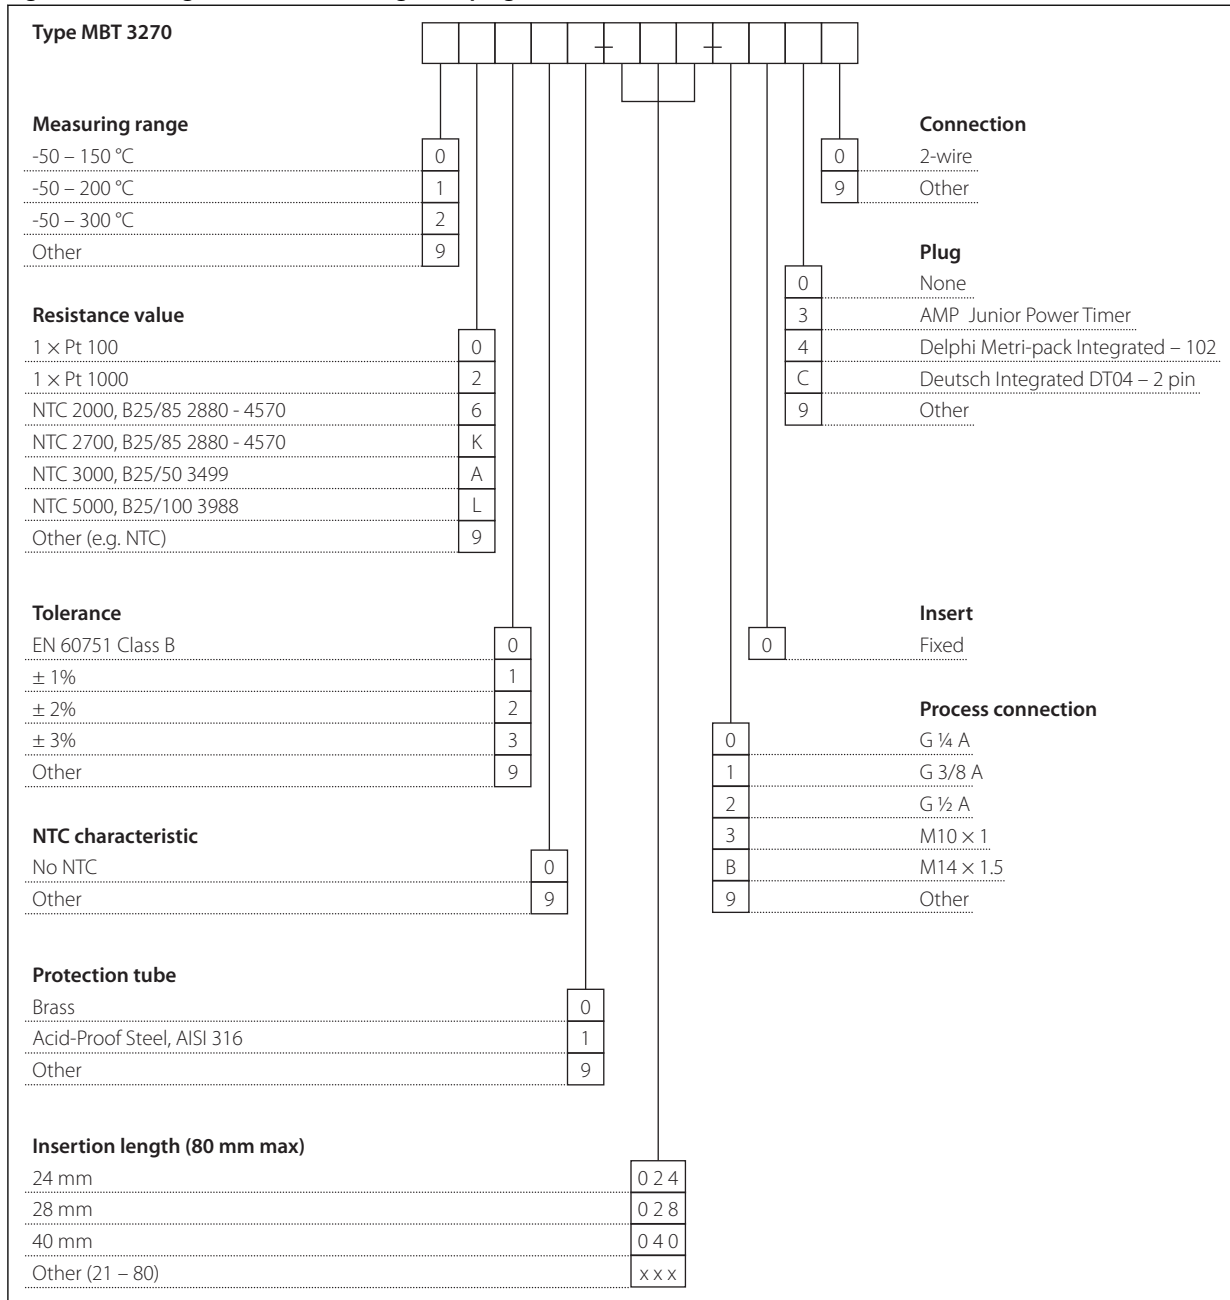 Type MBT 3270
Measuring range
-50 – 150 °C 0
-50 – 200 °C 1
-50 – 300 °C 2
Other 9
Resistance value
1 × Pt 100 0
1 × Pt 1000 2
NTC 2000, B25/85 2880 - 4570 6
NTC 2700, B25/85 2880 - 4570 K
NTC 3000, B25/50 3499 A
NTC 5000, B25/100 3988 L
Other (e.g. NTC) 9
Tolerance
EN 60751 Class B 0
± 1% 1
± 2% 2
± 3% 3
Other 9
NTC characteristic
No NTC 0
Other 9
Protection tube
Brass 0
Acid-Proof Steel, AISI 316 1
Other 9
Insertion length (80 mm max)
24 mm 0 2 4
28 mm 0 2 8
40 mm 0 4 0
Other (21 – 80) x x x
Connection
0 2-wire
9 Other
Plug
0 None
3 AMP Junior Power Timer
4 Delphi Metri-pack Integrated – 102
C Deutsch Integrated DT04 – 2 pin
9 Other
Insert
0 Fixed
Process connection
0 G ¼ A
1 G 3/8 A
2 G ½ A
3 M10 × 1
B M14 × 1.5
9 Other